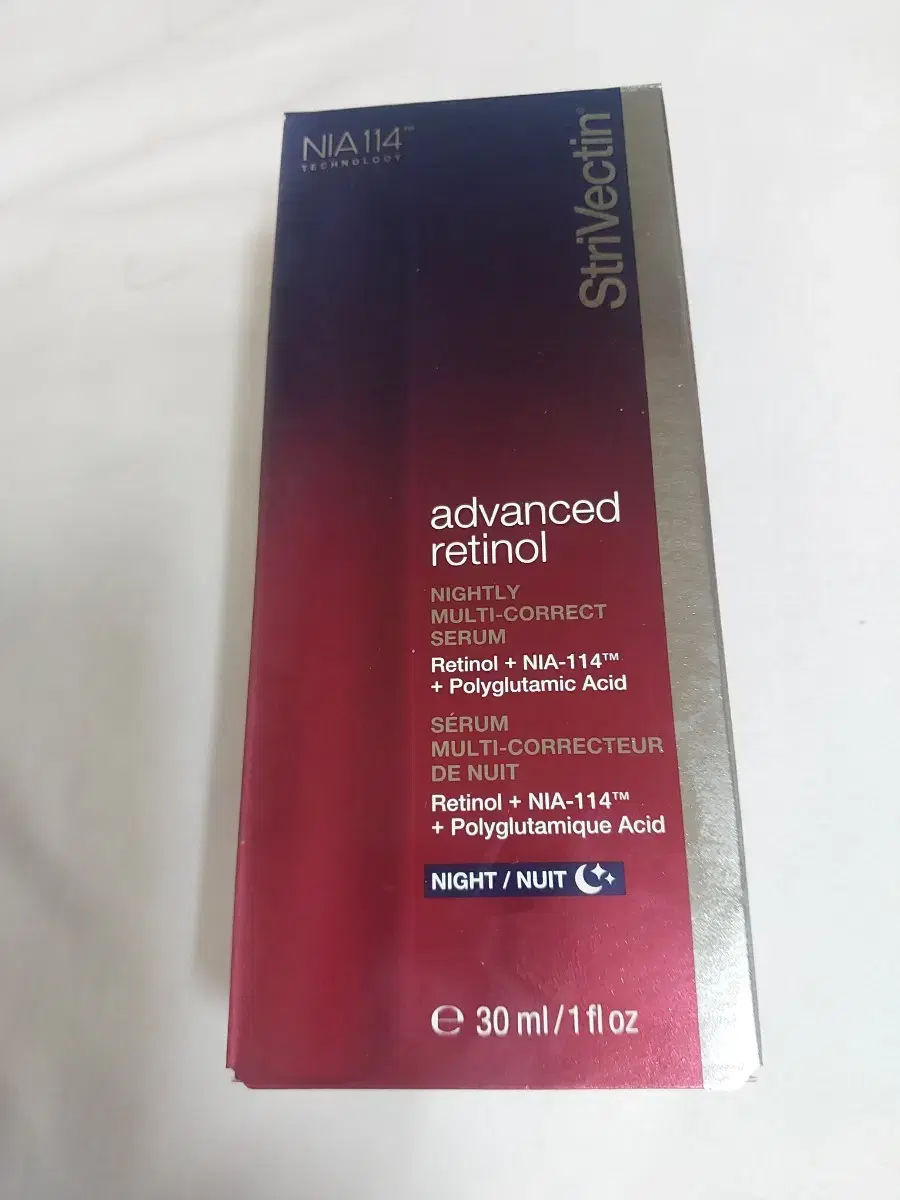 NIA114™
TECHNOLOGY
StriVectin®
advanced
retinol
NIGHTLY
MULTI-CORRECT
SERUM
Retinol + NIA-114™
+ Polyglutamic Acid
SÉRUM
MULTI-CORRECTEUR
DE NUIT
Retinol + NIA-114™
+ Polyglutamique Acid
NIGHT / NUIT
℮ 30 ml/1 fl oz